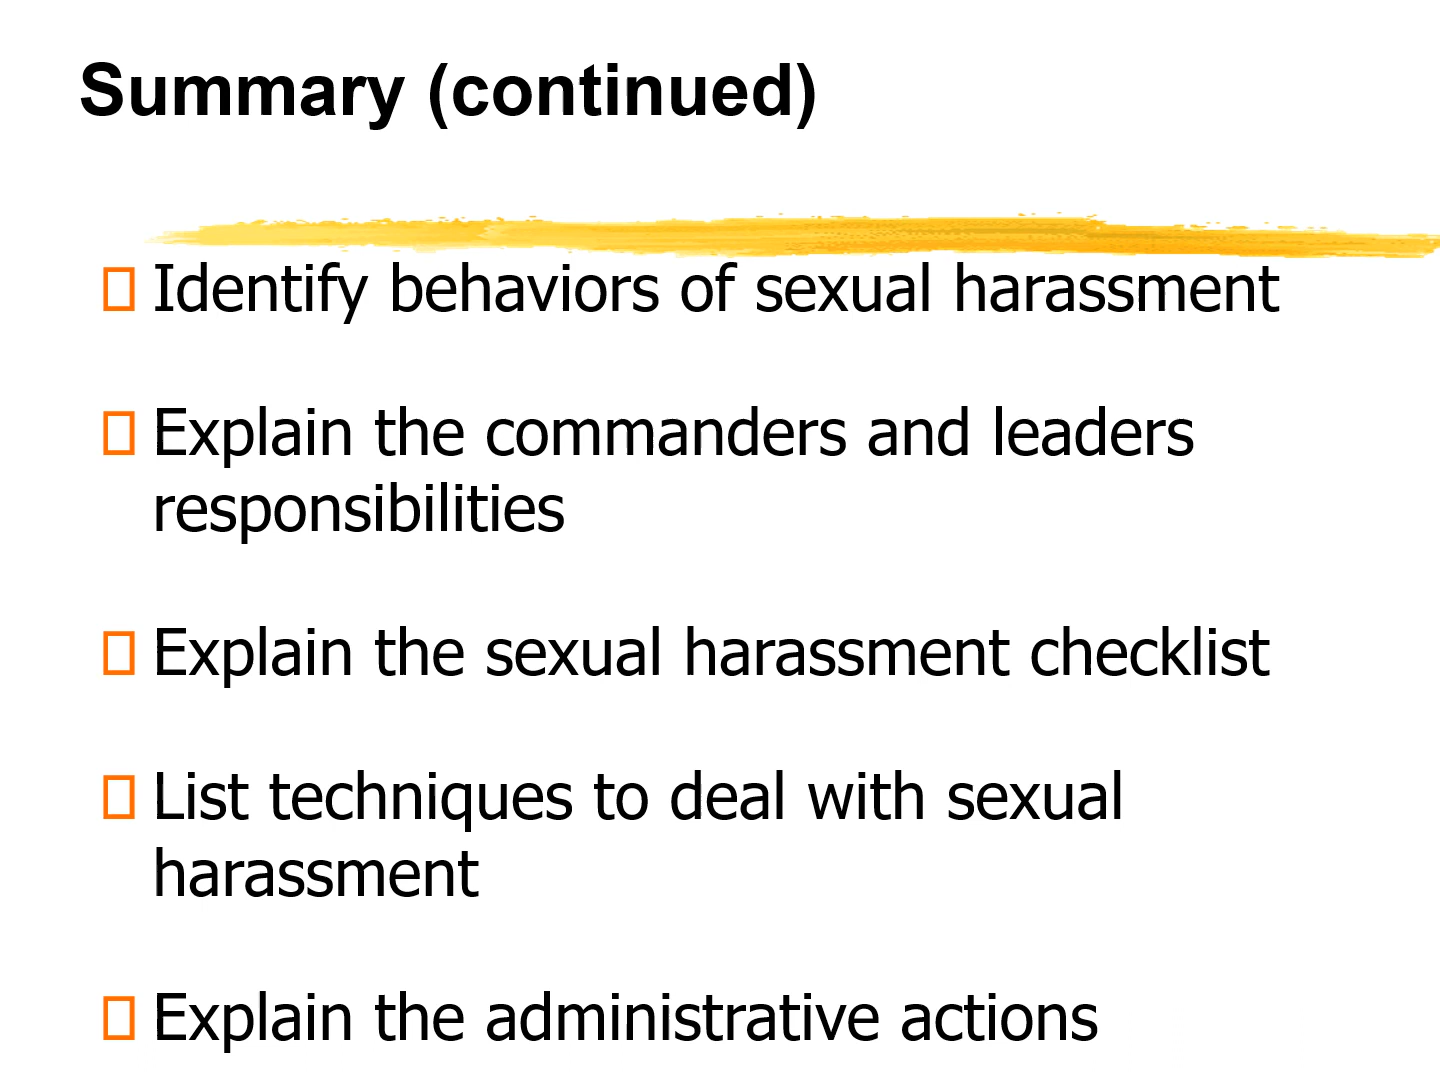 Summary (continued)
Identify behaviors of sexual harassment
Explain the commanders and leaders
responsibilities
Explain the sexual harassment checklist
List techniques to deal with sexual
harassment
Explain the administrative actions